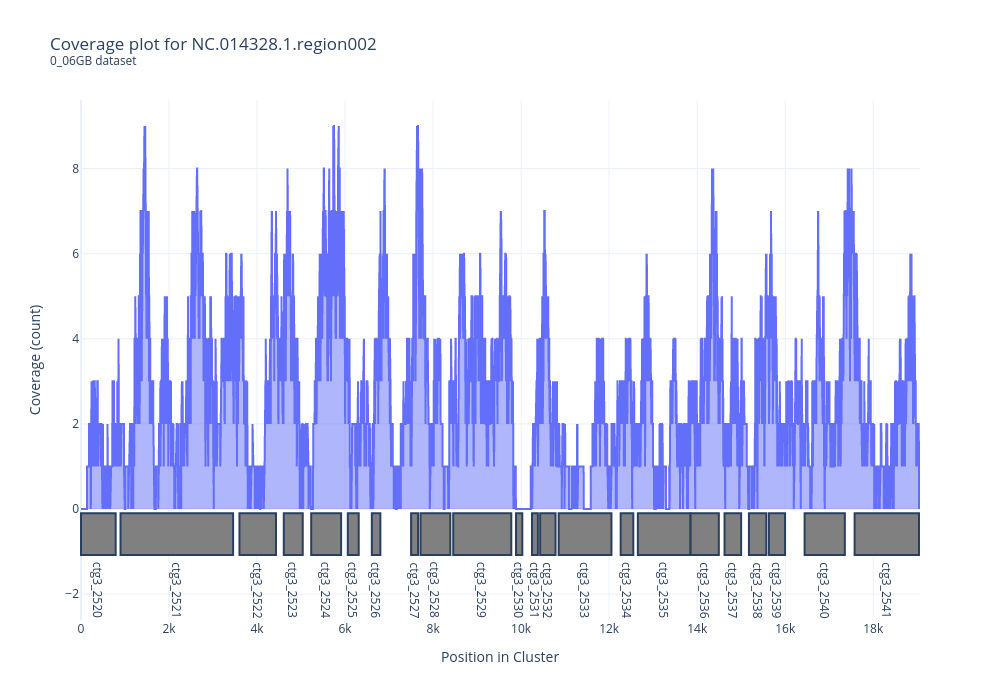 Coverage plot for NC.014328.1.region002
0_06GB dataset
Coverage (count)
8
6
4
2
0
−2
ctg3_2520
ctg3_2521
ctg3_2522
ctg3_2523
ctg3_2524
ctg3_2525
ctg3_2526
ctg3_2527
ctg3_2528
ctg3_2529
ctg3_2530
ctg3_2531
ctg3_2532
ctg3_2533
ctg3_2534
ctg3_2535
ctg3_2536
ctg3_2537
ctg3_2538
ctg3_2539
ctg3_2540
ctg3_2541
0 2k 4k 6k 8k 10k 12k 14k 16k 18k
Position in Cluster